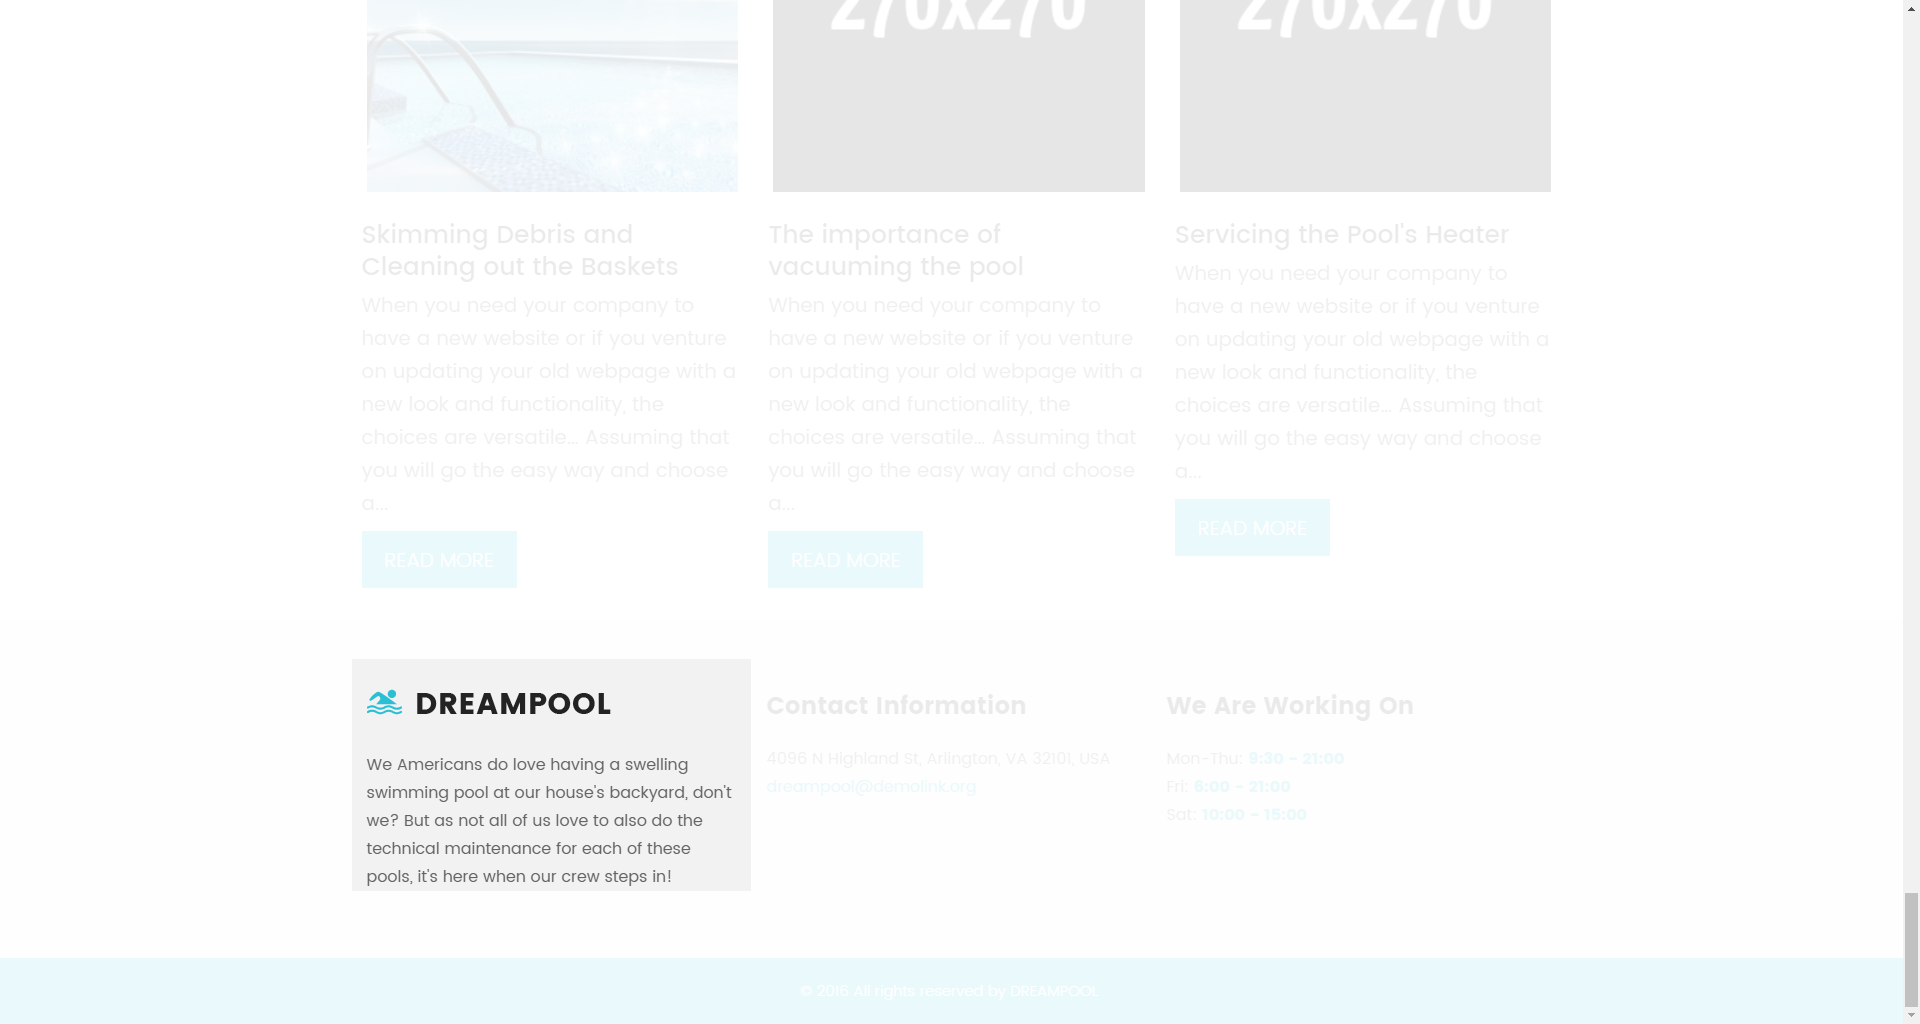 270x270
270x270
Skimming Debris and
Cleaning out the Baskets
When you need your company to
have a new website or if you venture
on updating your old webpage with a
new look and functionality, the
choices are versatile... Assuming that
you will go the easy way and choose
a...
READ MORE
The importance of
vacuuming the pool
When you need your company to
have a new website or if you venture
on updating your old webpage with a
new look and functionality, the
choices are versatile... Assuming that
you will go the easy way and choose
a...
READ MORE
Servicing the Pool's Heater
When you need your company to
have a new website or if you venture
on updating your old webpage with a
new look and functionality, the
choices are versatile... Assuming that
you will go the easy way and choose
a...
READ MORE
DREAMPOOL
We Americans do love having a swelling
swimming pool at our house's backyard, don't
we? But as not all of us love to also do the
technical maintenance for each of these
pools, it's here when our crew steps in!
Contact Information
4096 N Highland St, Arlington, VA 32101, USA
dreampool@demolink.org
We Are Working On
Mon-Thu: 9:30 - 21:00
Fri: 6:00 - 21:00
Sat: 10:00 - 15:00
© 2018 All rights reserved by DREAMPOOL